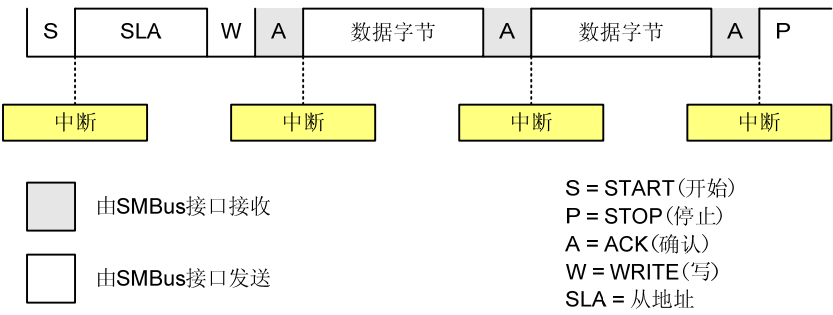 S SLA W A 数据字节 A 数据字节 A P
中断 中断 中断 中断
由SMBus接口接收
由SMBus接口发送
S = START(开始)
P = STOP(停止)
A = ACK(确认)
W = WRITE(写)
SLA = 从地址